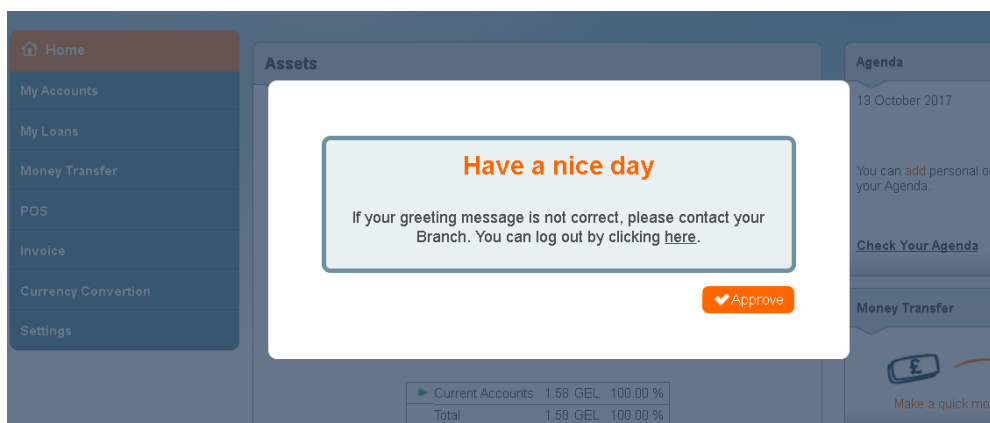 Home
My Accounts
My Loans
Money Transfer
POS
Invoice
Currency Convertion
Settings
Assets
Have a nice day
If your greeting message is not correct, please contact your
Branch. You can log out by clicking here.
Approve
Current Accounts 1.58 GEL 100.00 %
Total 1.58 GEL 100.00 %
Agenda
13 October 2017
You can add personal
your Agenda.
Check Your Agenda
Money Transfer
£
Make a quick